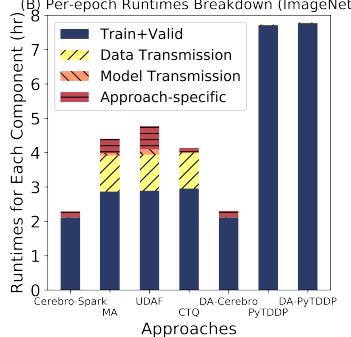 (B) Per-epoch Runtimes Breakdown (ImageNet
Runtimes for Each Component (hr)
8
7
6
5
4
3
2
1
0
Train+Valid
Data Transmission
Model Transmission
Approach-specific
Cerebro-Spark
MA
UDAF
CTQ
DA-Cerebro
PyTDDP
DA-PyTDDP
Approaches